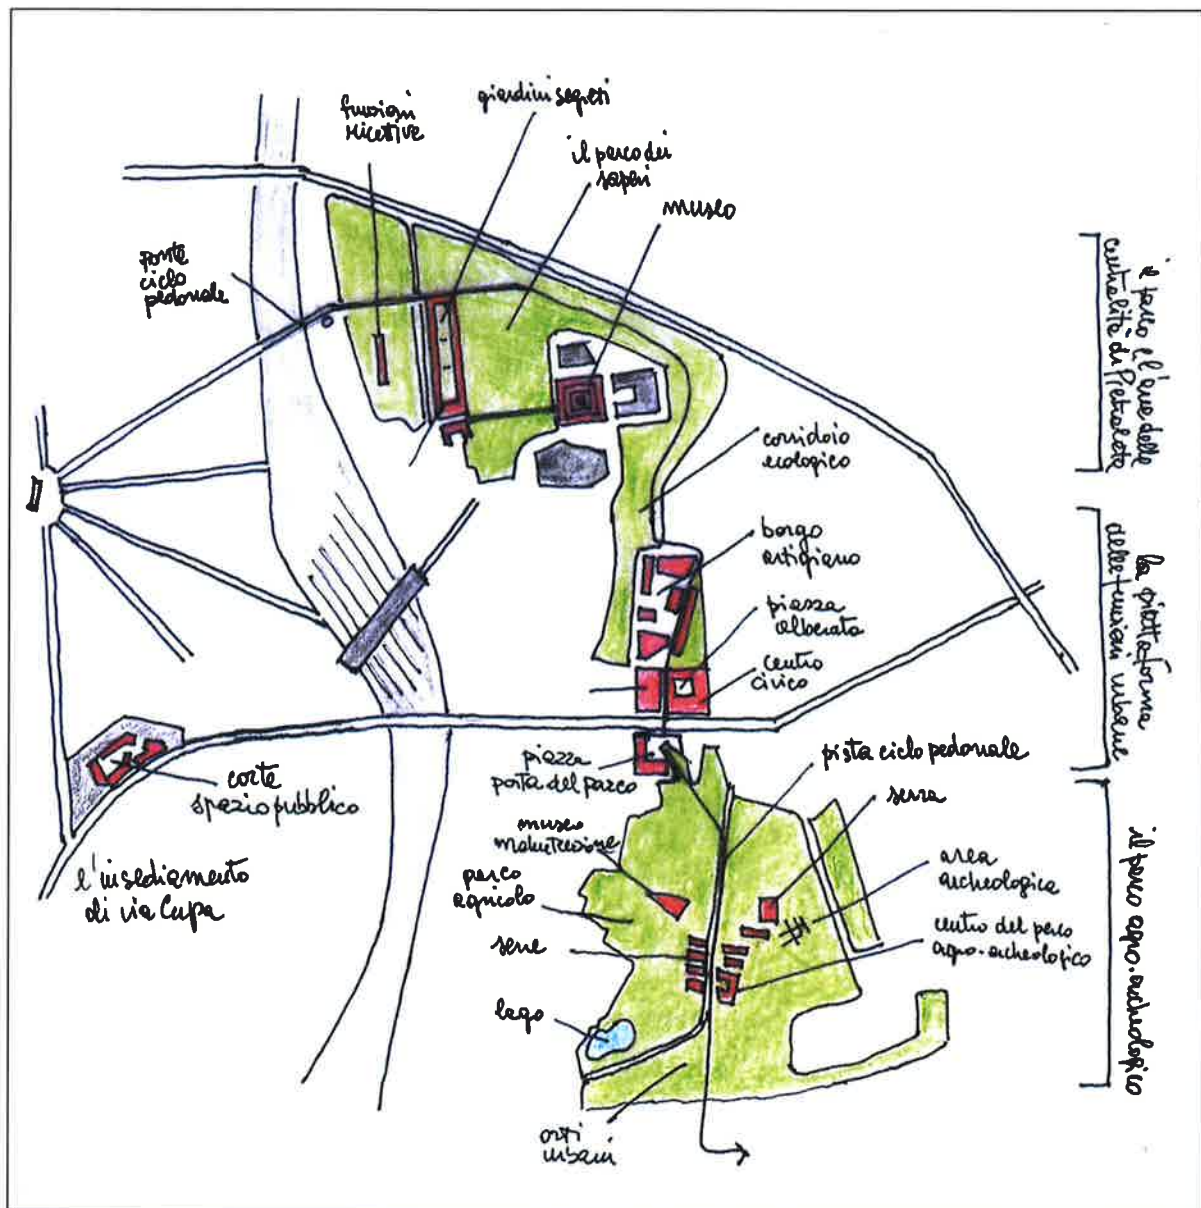 giardini segreti
funzioni
ricettive
il parco dei
saperi
museo
ponte
ciclo
pedonale
il parco e l'area della
centralità di Pietralata
corridoio
ecologico
borgo
artigiano
piazza
alberata
centro
civico
la piattaforma
delle funzioni urbane
piazza
porta del parco
pista ciclo pedonale
corte
spazio pubblico
serra
museo
l'insediamento
di via Cupa
parco
agricolo
area
archeologica
centro del parco
agro-archeologico
serre
il parco agro-archeologico
lago
orti
urbani